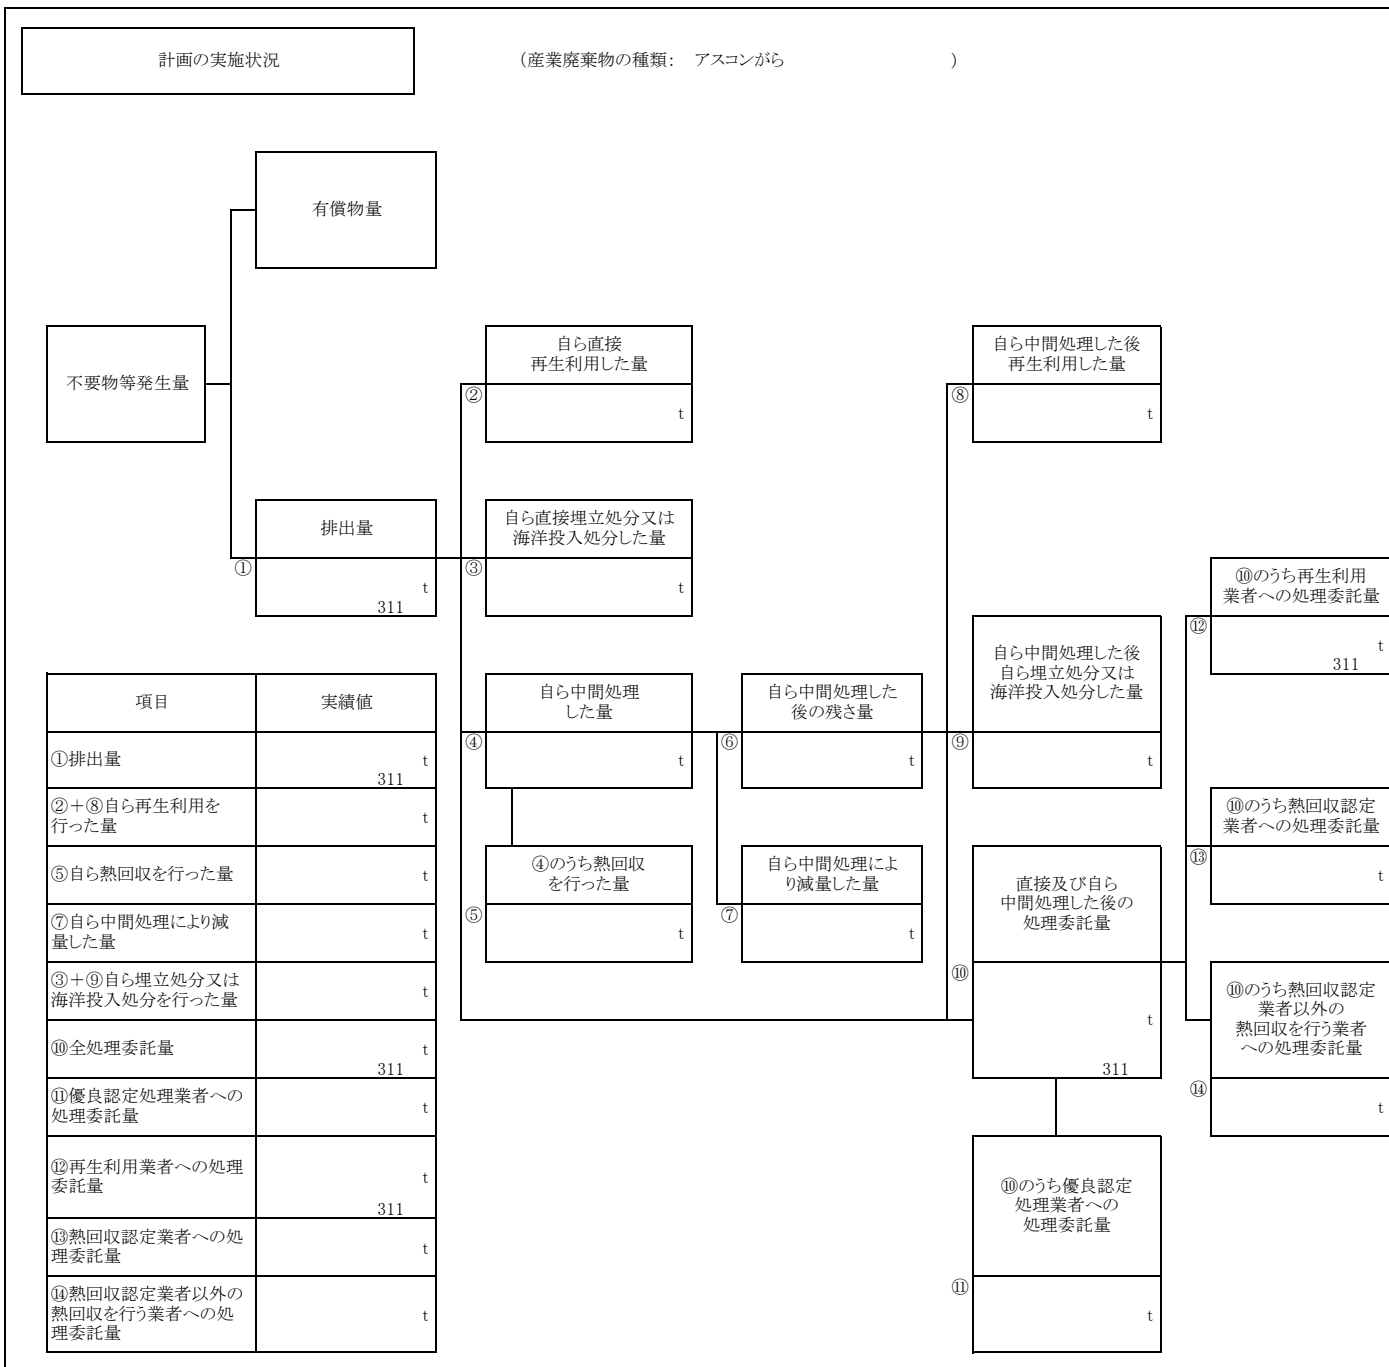 計画の実施状況
(産業廃棄物の種類: アスコンがら )
有償物量
不要物等発生量
自ら直接
再生利用した量
②
t
自ら中間処理した後
再生利用した量
⑧
t
排出量
①
t
311
自ら直接埋立処分又は
海洋投入処分した量
③
t
⑩のうち再生利用
業者への処理委託量
⑫
t
311
自ら中間処理
した量
④
t
自ら中間処理した
後の残さ量
⑥
t
自ら中間処理した後
自ら埋立処分又は
海洋投入処分した量
⑨
t
⑩のうち熱回収認定
業者への処理委託量
⑬
t
④のうち熱回収
を行った量
⑤
t
自ら中間処理によ
り減量した量
⑦
t
直接及び自ら
中間処理した後の
処理委託量
⑩
t
311
⑩のうち熱回収認定
業者以外の
熱回収を行う業者
への処理委託量
⑭
t
⑩のうち優良認定
処理業者への
処理委託量
⑪
t
項目 実績値
①排出量 t
311
②+⑧自ら再生利用を
行った量 t
⑤自ら熱回収を行った量 t
⑦自ら中間処理により減
量した量 t
③+⑨自ら埋立処分又は
海洋投入処分を行った量 t
⑩全処理委託量 t
311
⑪優良認定処理業者への
処理委託量 t
⑫再生利用業者への処理
委託量 t
311
⑬熱回収認定業者への処
理委託量 t
⑭熱回収認定業者以外の
熱回収を行う業者への処
理委託量 t